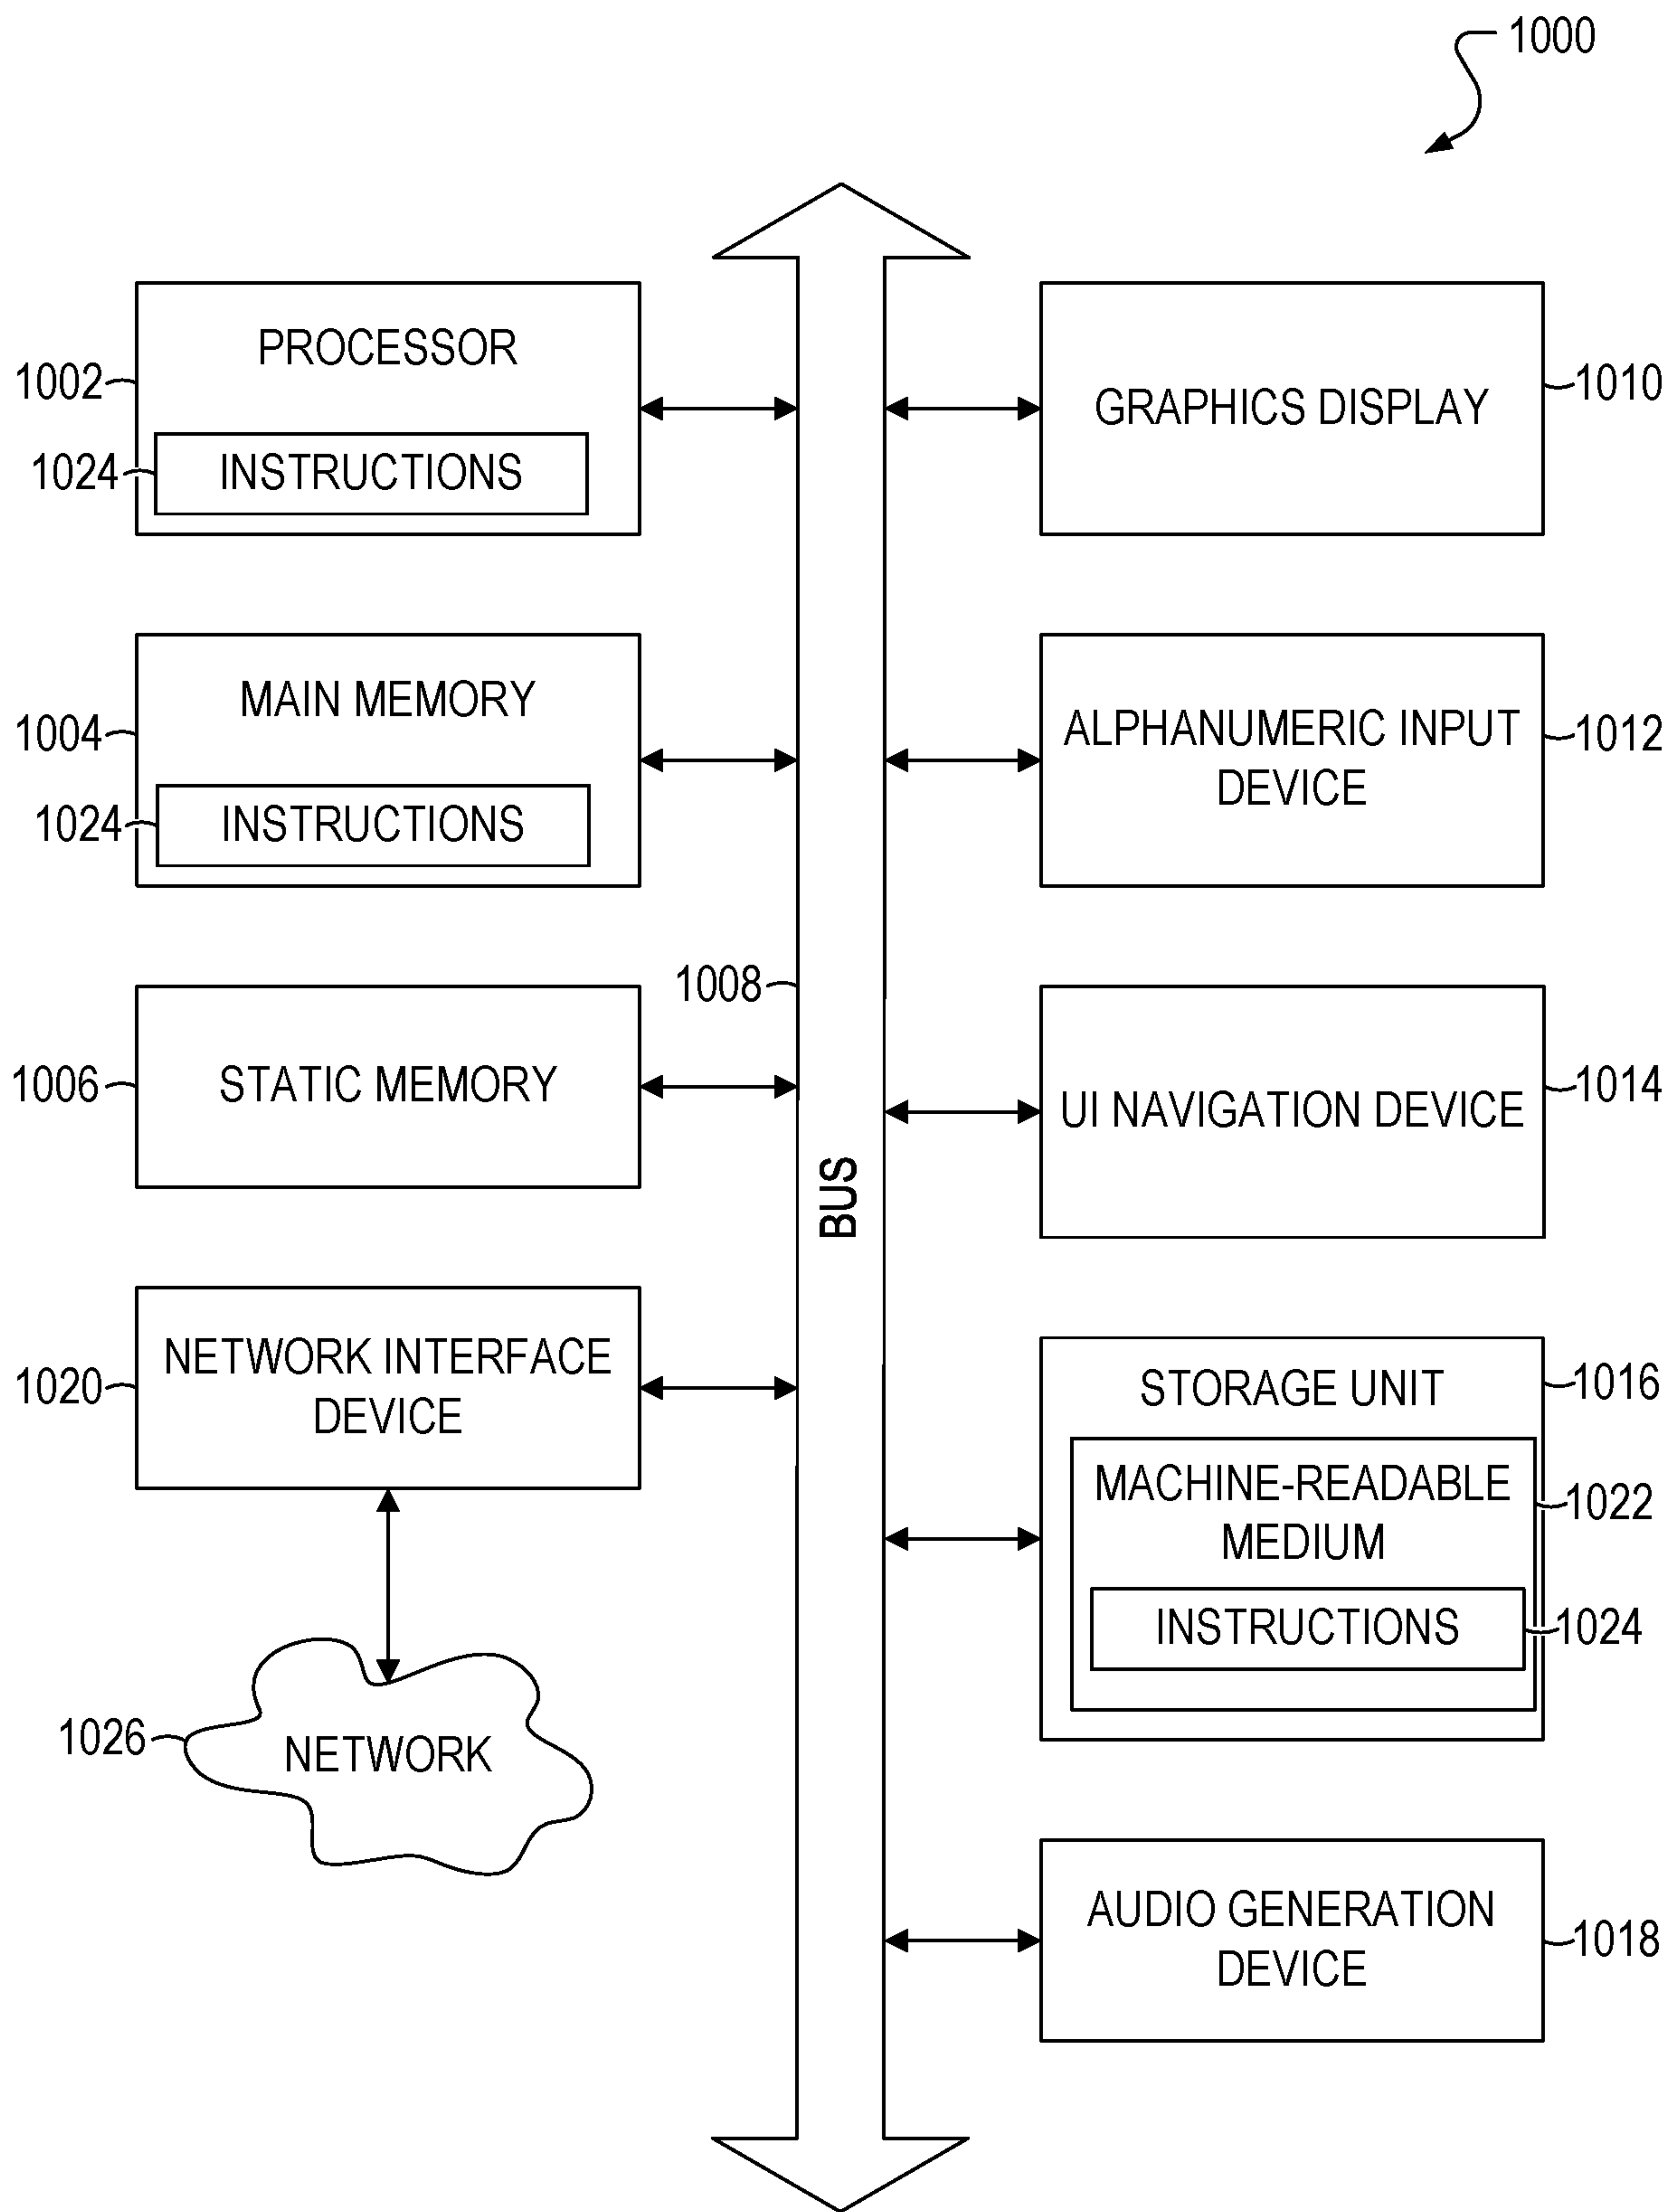 1000
PROCESSOR
1002
1024
INSTRUCTIONS
MAIN MEMORY
1004
1024
INSTRUCTIONS
1008
STATIC MEMORY
1006
BUS
NETWORK INTERFACE
DEVICE
1020
1026
NETWORK
GRAPHICS DISPLAY
1010
ALPHANUMERIC INPUT
DEVICE
1012
UI NAVIGATION DEVICE
1014
STORAGE UNIT
1016
MACHINE-READABLE
MEDIUM
1022
INSTRUCTIONS
1024
AUDIO GENERATION
DEVICE
1018